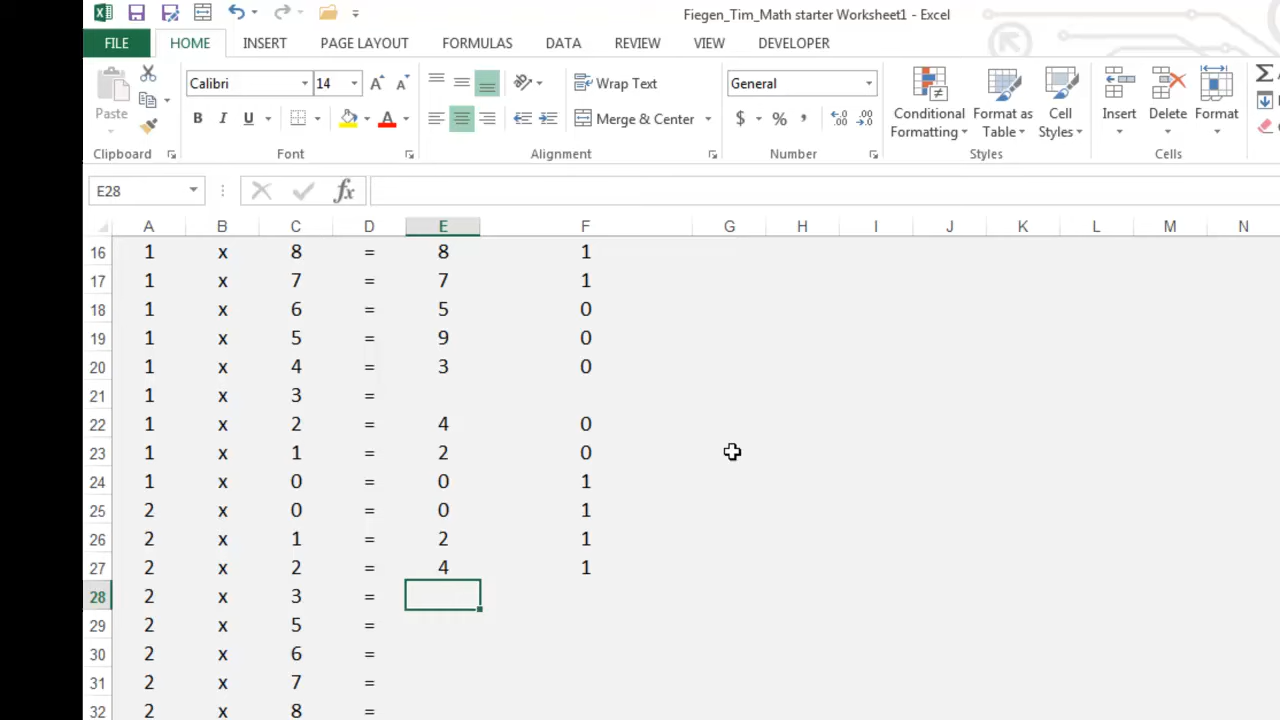 Fiegen_Tim_Math starter Worksheet1 - Excel
FILE HOME INSERT PAGE LAYOUT FORMULAS DATA REVIEW VIEW DEVELOPER
Calibri 14 A A Wrap Text General Σ
Paste B I U A Merge & Center $ % , .0 .00 .00 .0 Conditional Formatting Format as Table Cell Styles Insert Delete Format
Clipboard Font Alignment Number Styles Cells
E28 fx
A B C D E F G H I J K L M N
16 1 x 8 = 8 1
17 1 x 7 = 7 1
18 1 x 6 = 5 0
19 1 x 5 = 9 0
20 1 x 4 = 3 0
21 1 x 3 =
22 1 x 2 = 4 0
23 1 x 1 = 2 0
24 1 x 0 = 0 1
25 2 x 0 = 0 1
26 2 x 1 = 2 1
27 2 x 2 = 4 1
28 2 x 3 =
29 2 x 5 =
30 2 x 6 =
31 2 x 7 =
32 2 x 8 =